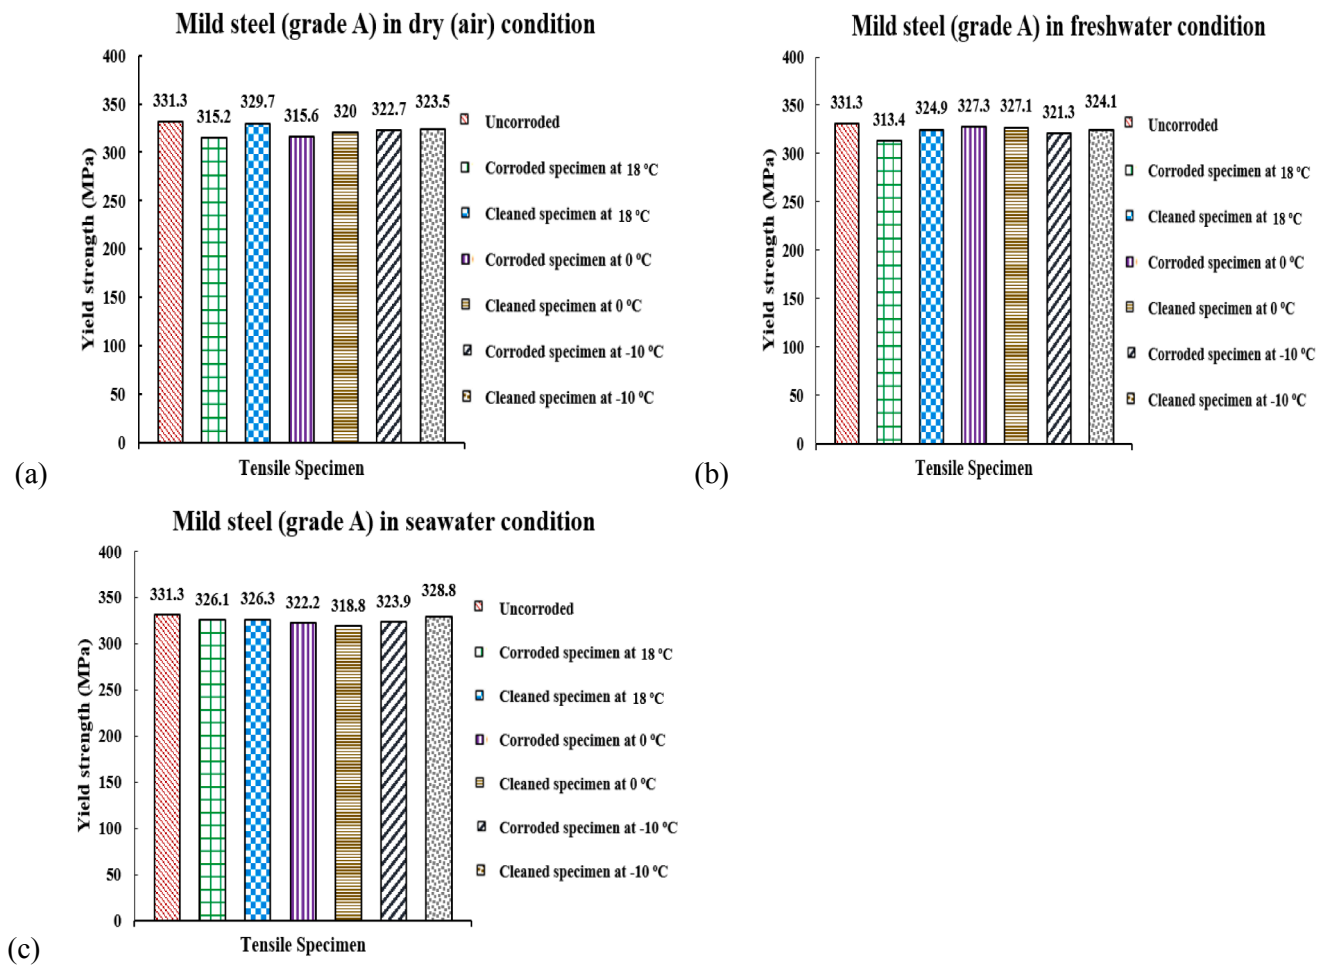 Mild steel (grade A) in dry (air) condition
400
350
300
250
200
150
100
50
0
Yield strength (MPa)
331.3
315.2
329.7
315.6
320
322.7
323.5
Tensile Specimen
Uncorroded
Corroded specimen at 18 °C
Cleaned specimen at 18 °C
Corroded specimen at 0 °C
Cleaned specimen at 0 °C
Corroded specimen at -10 °C
Cleaned specimen at -10 °C
(a)
Mild steel (grade A) in freshwater condition
400
350
300
250
200
150
100
50
0
Yield strength (MPa)
331.3
313.4
324.9
327.3
327.1
321.3
324.1
Tensile Specimen
Uncorroded
Corroded specimen at 18 °C
Cleaned specimen at 18 °C
Corroded specimen at 0 °C
Cleaned specimen at 0 °C
Corroded specimen at -10 °C
Cleaned specimen at -10 °C
(b)
Mild steel (grade A) in seawater condition
400
350
300
250
200
150
100
50
0
Yield strength (MPa)
331.3
326.1
326.3
322.2
318.8
323.9
328.8
Tensile Specimen
Uncorroded
Corroded specimen at 18 °C
Cleaned specimen at 18 °C
Corroded specimen at 0 °C
Cleaned specimen at 0 °C
Corroded specimen at -10 °C
Cleaned specimen at -10 °C
(c)